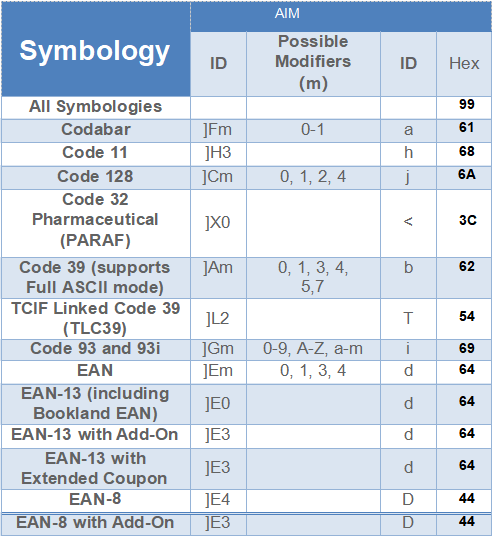 AIM
Symbology ID Possible Modifiers (m) ID Hex
All Symbologies 99
Codabar ]Fm 0-1 a 61
Code 11 ]H3 h 68
Code 128 ]Cm 0, 1, 2, 4 j 6A
Code 32 Pharmaceutical (PARAF) ]X0 < 3C
Code 39 (supports Full ASCII mode) ]Am 0, 1, 3, 4, 5,7 b 62
TCIF Linked Code 39 (TLC39) ]L2 T 54
Code 93 and 93i ]Gm 0-9, A-Z, a-m i 69
EAN ]Em 0, 1, 3, 4 d 64
EAN-13 (including Bookland EAN) ]E0 d 64
EAN-13 with Add-On ]E3 d 64
EAN-13 with Extended Coupon ]E3 d 64
EAN-8 ]E4 D 44
EAN-8 with Add-On ]E3 D 44